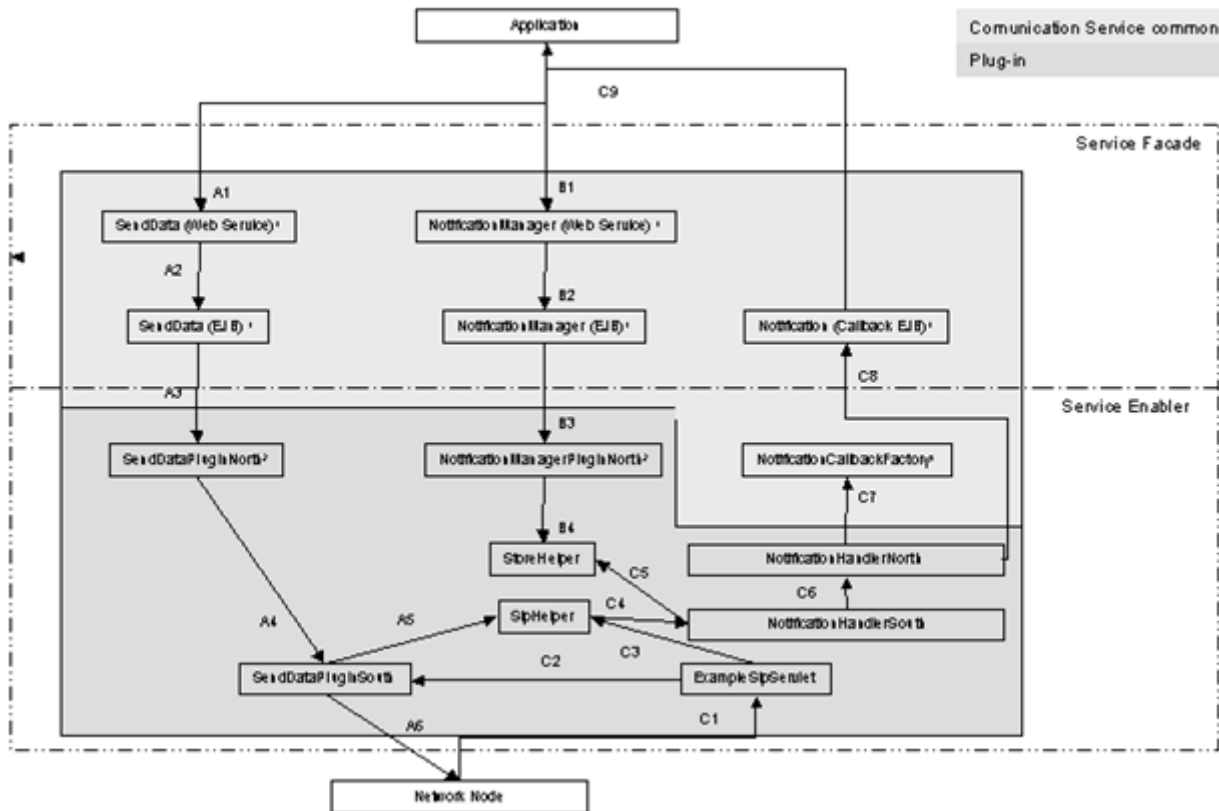 Application
Comunication Service common
Plug-in
C9
Service Facade
A1
B1
SendData (Web Service)
NotificationManager (Web Service)
A2
B2
SendData (EJB)
NotificationManager (EJB)
Notification (Callback EJB)
C8
A3
Service Enabler
B3
SendDataPlugInNorth
NotificationManagerPlugInNorth
NotificationCallbackFactory
C7
B4
StoreHelper
NotificationHandlerNorth
C5
C6
SipHelper
C4
NotificationHandlerSouth
A4
A5
C3
C2
SendDataPlugInSouth
ExampleSipServlet
A6
C1
Network Node